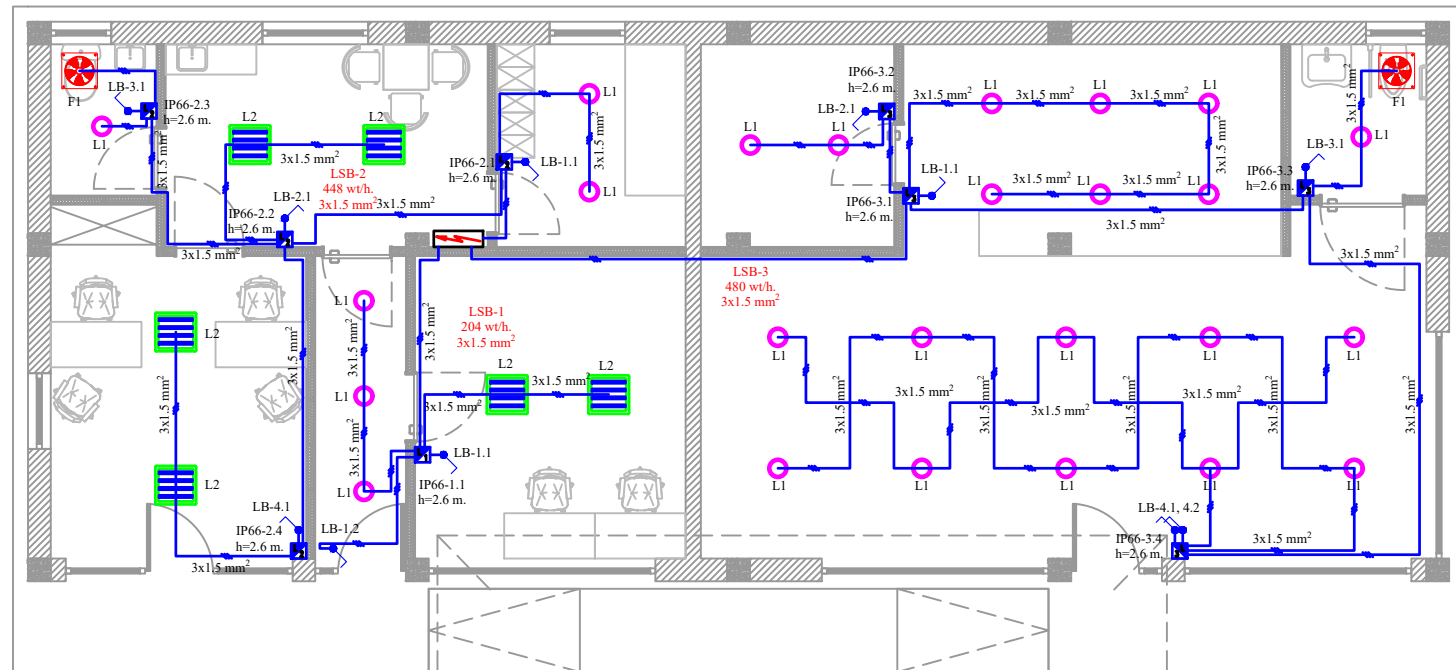 F1
LB-3.1
IP66-2.3
h=2.6 m.
L1
3x1.5 mm²
L2
L2
3x1.5 mm²
LSB-2
448 wt/h.
3x1.5 mm²
3x1.5 mm²
LB-2.1
IP66-2.2
h=2.6 m.
3x1.5 mm²
IP66-2.1
h=2.6 m.
LB-1.1
L1
3x1.5 mm²
L1
IP66-3.2
h=2.6 m.
LB-2.1
L1
L1
LB-1.1
IP66-3.1
h=2.6 m.
L1
L1
L1
3x1.5 mm²
3x1.5 mm²
3x1.5 mm²
3x1.5 mm²
3x1.5 mm²
3x1.5 mm²
L1
L1
L1
3x1.5 mm²
F1
3x1.5 mm²
L1
LB-3.1
IP66-3.3
h=2.6 m.
3x1.5 mm²
L2
3x1.5 mm²
L2
3x1.5 mm²
LB-4.1
IP66-2.4
h=2.6 m.
3x1.5 mm²
L1
3x1.5 mm²
L1
3x1.5 mm²
L1
LB-1.2
3x1.5 mm²
LSB-1
204 wt/h.
3x1.5 mm²
L2
L2
3x1.5 mm²
3x1.5 mm²
LB-1.1
IP66-1.1
h=2.6 m.
LSB-3
480 wt/h.
3x1.5 mm²
L1
L1
L1
L1
L1
3x1.5 mm²
3x1.5 mm²
3x1.5 mm²
3x1.5 mm²
3x1.5 mm²
3x1.5 mm²
3x1.5 mm²
3x1.5 mm²
L1
L1
L1
L1
L1
LB-4.1, 4.2
IP66-3.4
h=2.6 m.
3x1.5 mm²